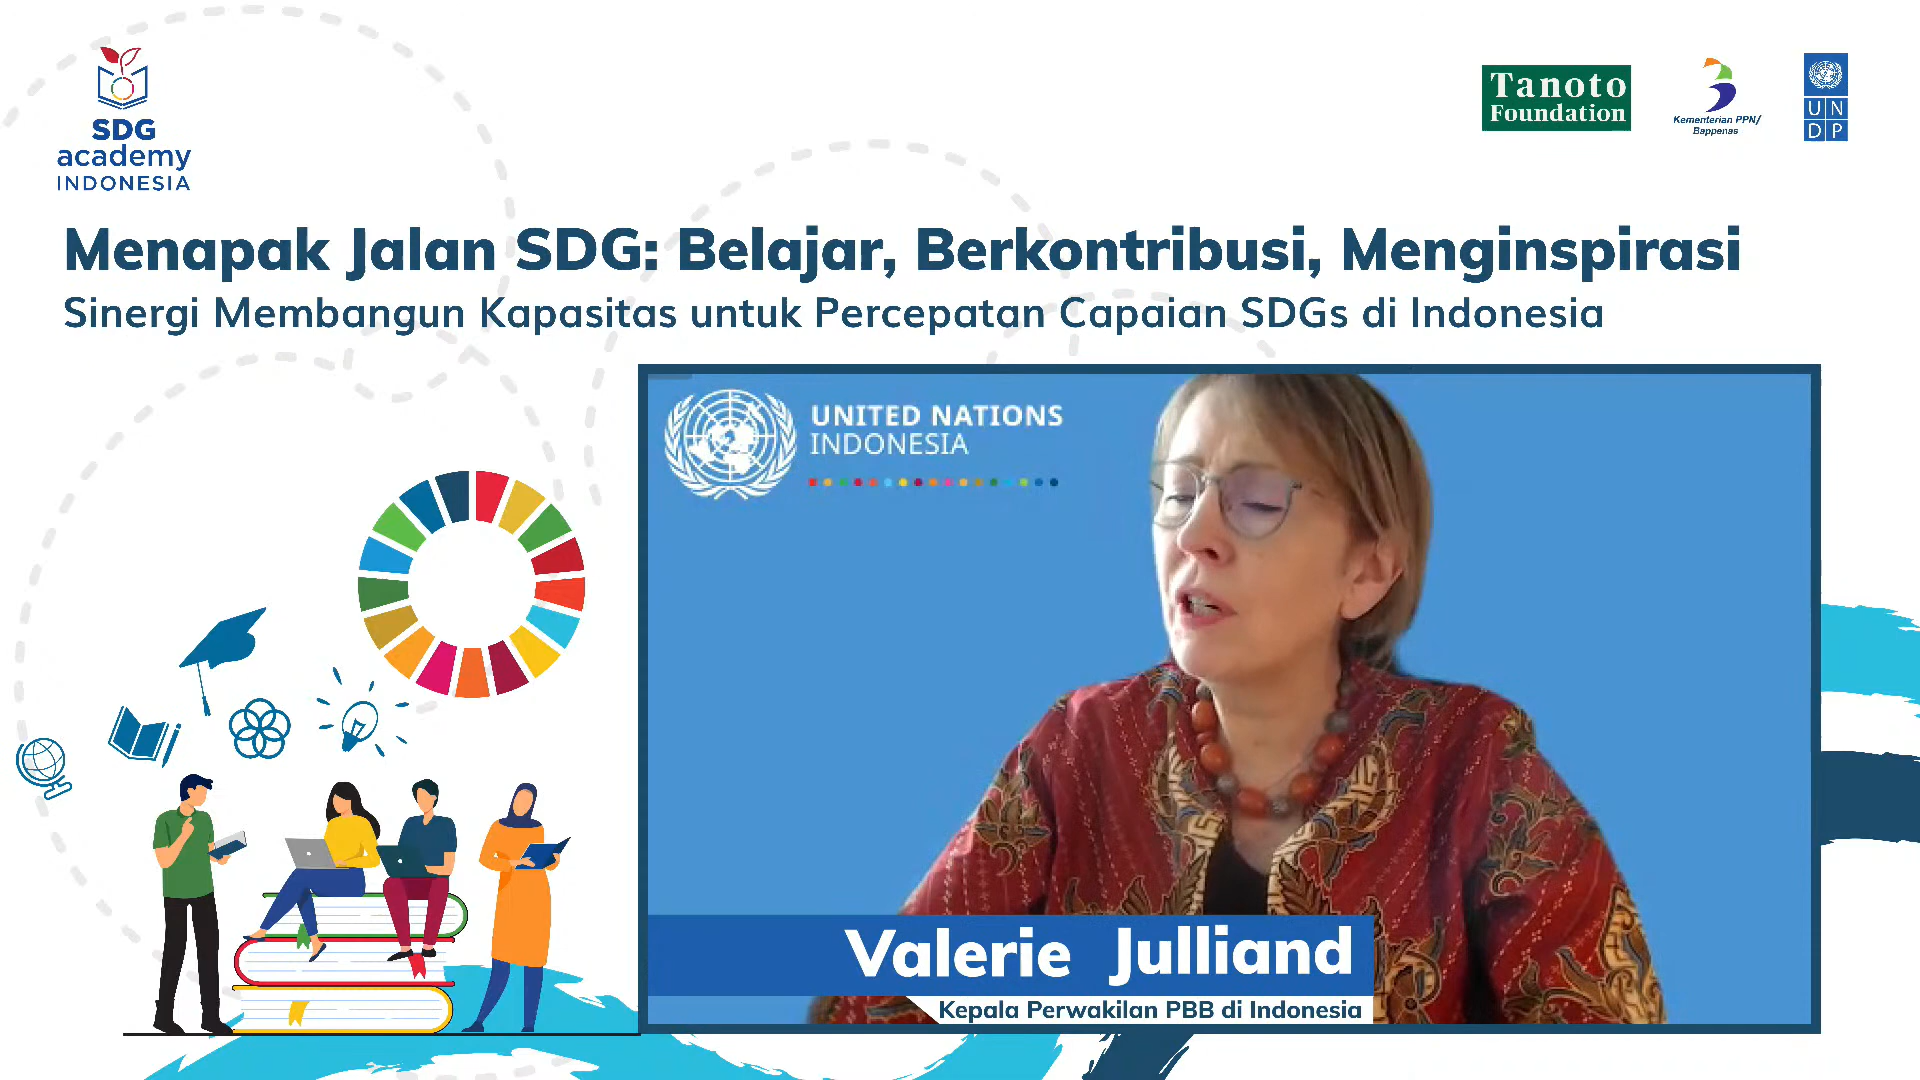 SDG
academy
INDONESIA
Tanoto
Foundation
Kementerian PPN/
Bappenas
U N
D P
Menapak Jalan SDG: Belajar, Berkontribusi, Menginspirasi
Sinergi Membangun Kapasitas untuk Percepatan Capaian SDGs di Indonesia
UNITED NATIONS
INDONESIA
Valerie Julliand
Kepala Perwakilan PBB di Indonesia